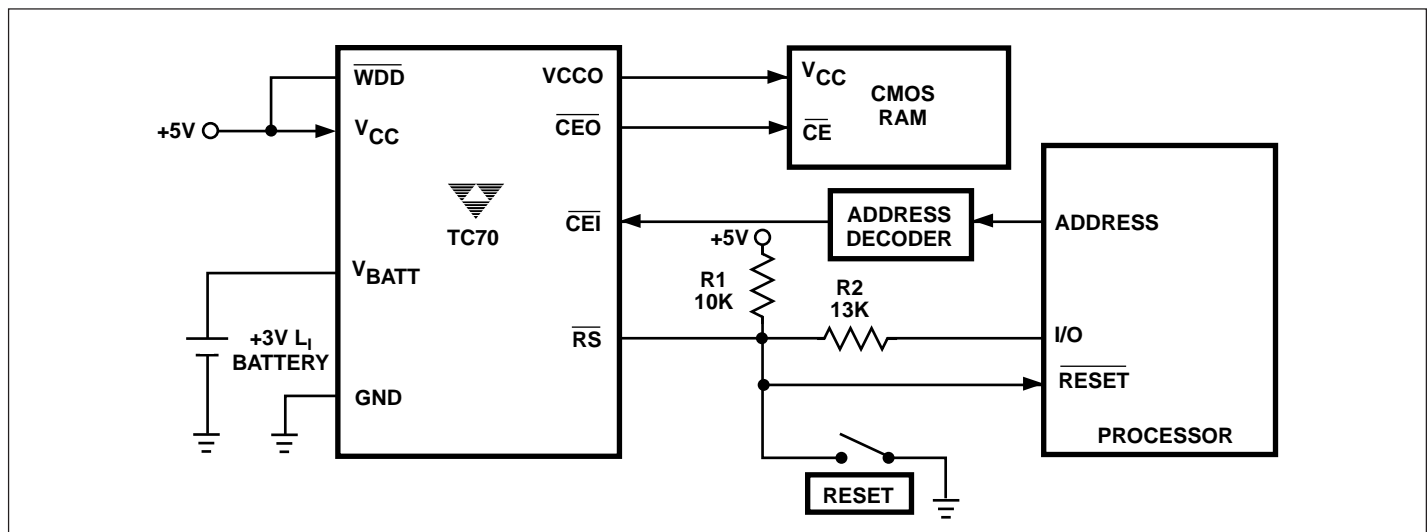 WDD
+5V
VCC
VBATT
+3V LI
BATTERY
GND
TC70
VCCO
CEO
CEI
RS
VCC
CE
CMOS
RAM
ADDRESS
DECODER
+5V
R1
10K
R2
13K
RESET
ADDRESS
I/O
RESET
PROCESSOR